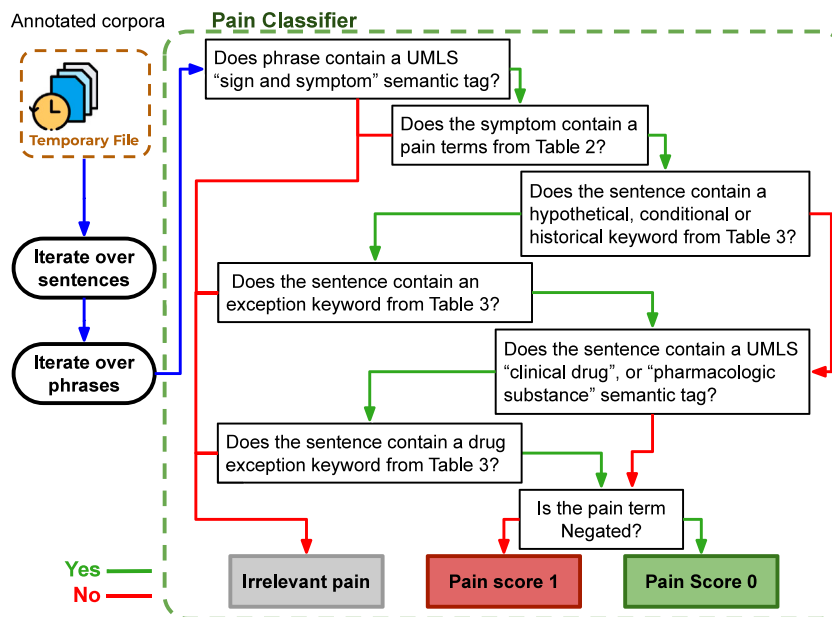 Annotated corpora
Pain Classifier
Temporary File
Does phrase contain a UMLS
“sign and symptom” semantic tag?
Does the symptom contain a
pain terms from Table 2?
Does the sentence contain a
hypothetical, conditional or
historical keyword from Table 3?
Iterate over
sentences
Does the sentence contain an
exception keyword from Table 3?
Iterate over
phrases
Does the sentence contain a UMLS
“clinical drug”, or “pharmacologic
substance” semantic tag?
Does the sentence contain a drug
exception keyword from Table 3?
Is the pain term
Negated?
Yes
No
Irrelevant pain
Pain score 1
Pain Score 0